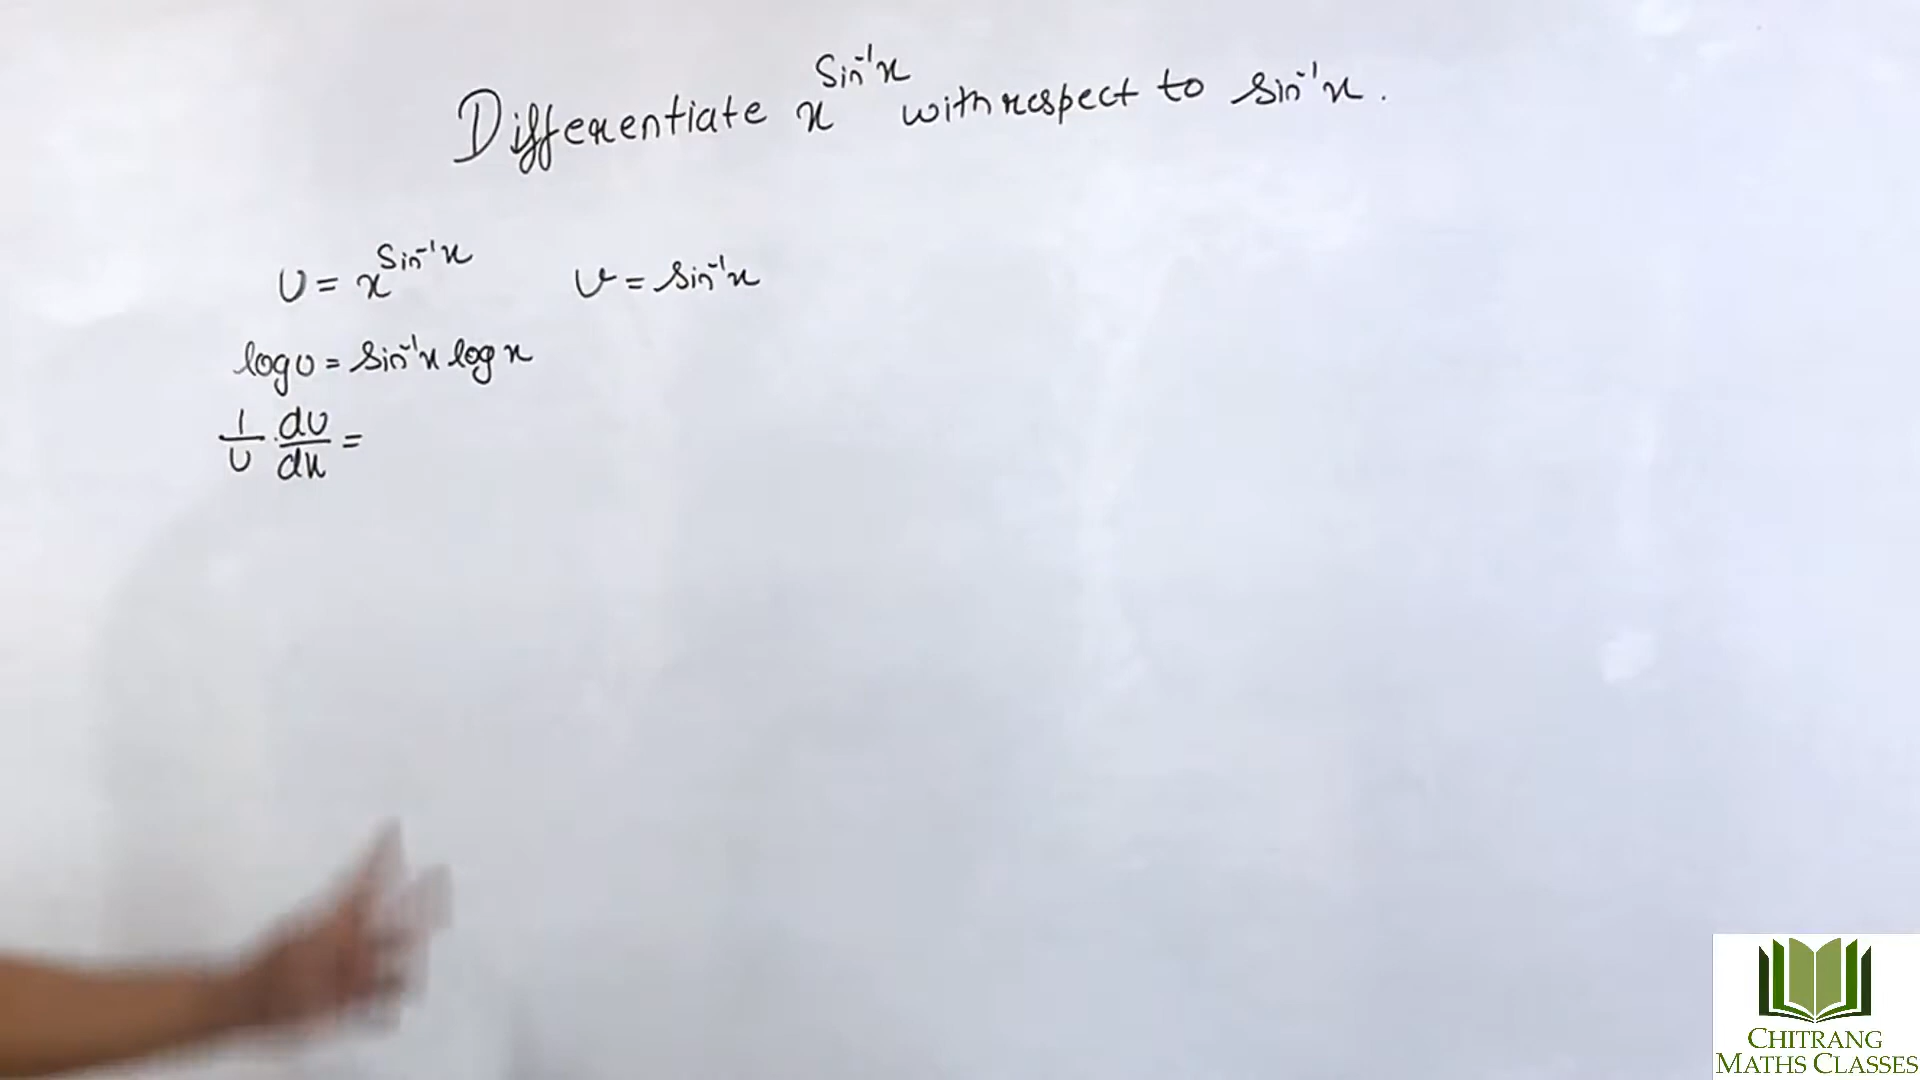 Differentiate x^{Sin⁻¹x} with respect to sin⁻¹x.
U = x^{Sin⁻¹x} v = sin⁻¹x
log U = sin⁻¹x log x
1/U · dU/dx =
CHITRANG
MATHS CLASSES